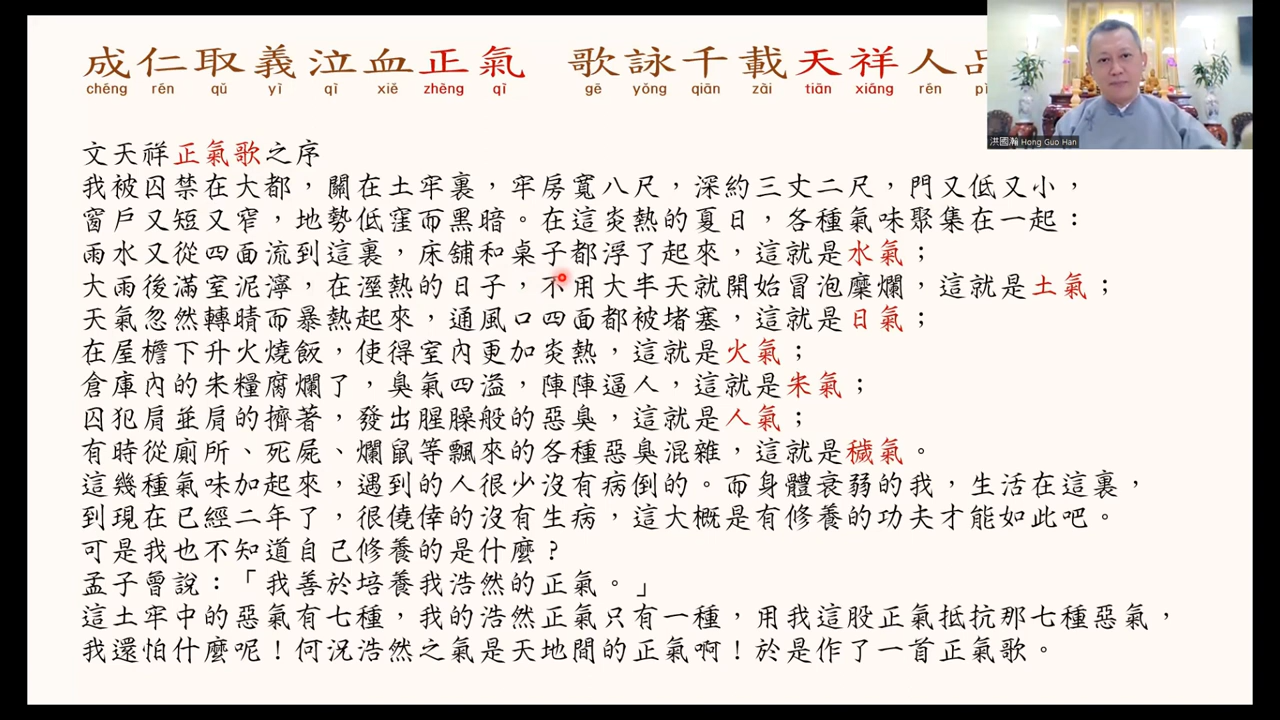 成仁取義泣血正氣 歌詠千載天祥人品
chéng rén qǔ yì qì xiě zhèng qì gē yǒng qiān zài tiān xiáng rén
洪國瀚 Hong Guo Han
文天祥正氣歌之序
我被囚禁在大都，關在土牢裏，牢房寬八尺，深約三丈二尺，門又低又小，
窗戶又短又窄，地勢低窪而黑暗。在這炎熱的夏日，各種氣味聚集在一起：
雨水又從四面流到這裏，床舖和桌子都浮了起來，這就是水氣；
大雨後滿室泥濘，在溼熱的日子，不用大半天就開始冒泡糜爛，這就是土氣；
天氣忽然轉晴而暴熱起來，通風口四面都被堵塞，這就是日氣；
在屋檐下升火燒飯，使得室內更加炎熱，這就是火氣；
倉庫內的米糧腐爛了，臭氣四溢，陣陣逼人，這就是米氣；
囚犯肩並肩的擠著，發出腥臊般的惡臭，這就是人氣；
有時從廁所、死屍、爛鼠等飄來的各種惡臭混雜，這就是穢氣。
這幾種氣味加起來，遇到的人很少沒有病倒的。而身體衰弱的我，生活在這裏，
到現在已經二年了，很僥倖的沒有生病，這大概是有修養的功夫才能如此吧。
可是我也不知道自己修養的是什麼？
孟子曾說：「我善於培養我浩然的正氣。」
這土牢中的惡氣有七種，我的浩然正氣只有一種，用我這股正氣抵抗那七種惡氣，
我還怕什麼呢！何況浩然之氣是天地間的正氣啊！於是作了一首正氣歌。